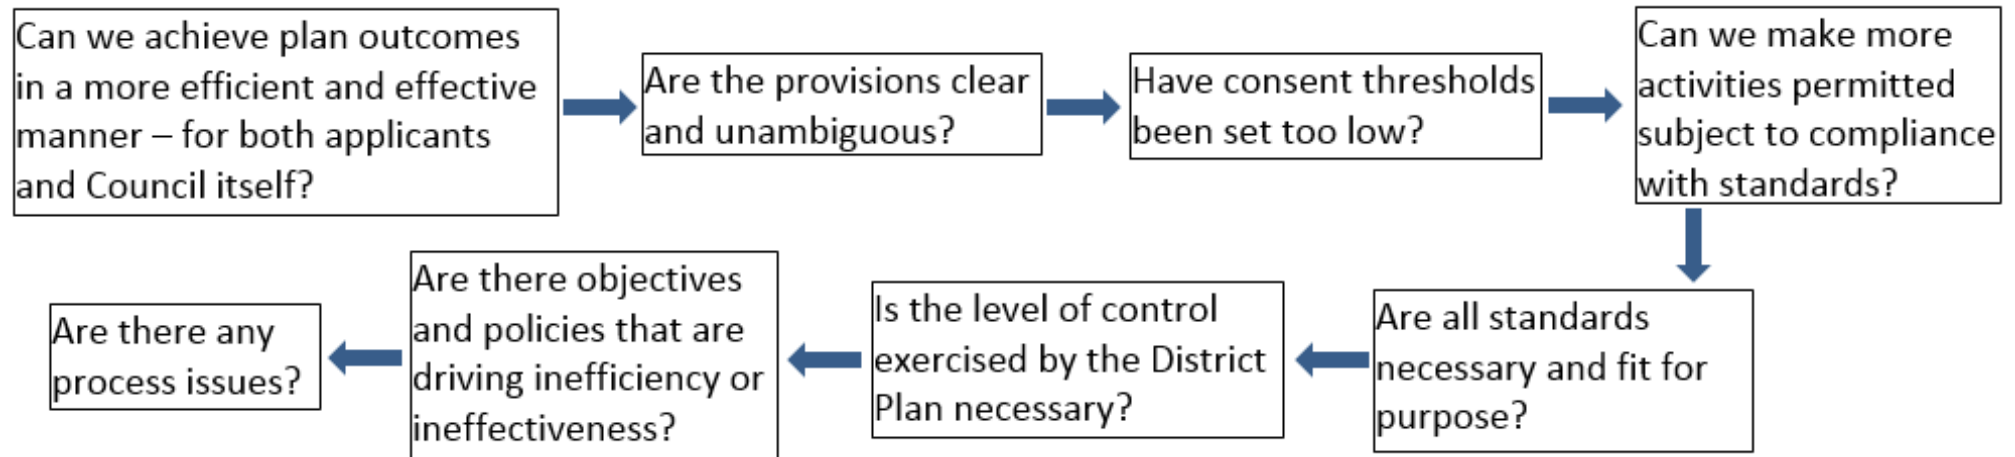 Can we achieve plan outcomes
in a more efficient and effective
manner – for both applicants
and Council itself?
Are the provisions clear
and unambiguous?
Have consent thresholds
been set too low?
Can we make more
activities permitted
subject to compliance
with standards?
Are all standards
necessary and fit for
purpose?
Is the level of control
exercised by the District
Plan necessary?
Are there objectives
and policies that are
driving inefficiency or
ineffectiveness?
Are there any
process issues?